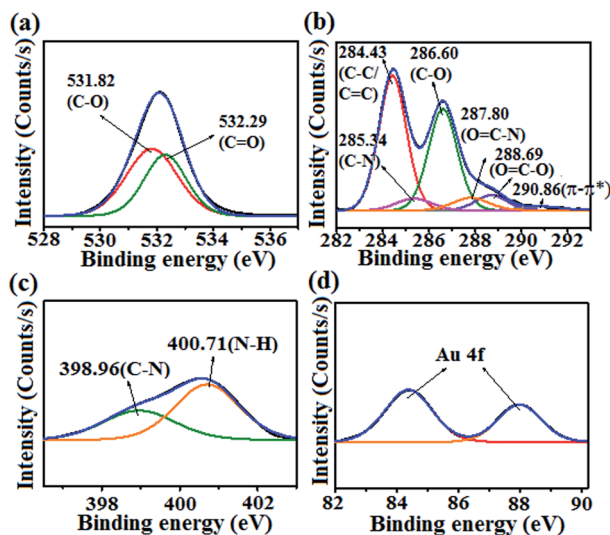 (a)
Intensity (Counts/s)
531.82
(C-O)
532.29
(C=O)
528 530 532 534 536
Binding energy (eV)
(b)
Intensity (Counts/s)
284.43
(C-C/
C=C)
286.60
(C-O)
287.80
(O=C-N)
285.34
(C-N)
288.69
(O=C-O)
290.86(π-π*)
282 284 286 288 290 292
Binding energy (eV)
(c)
Intensity (Counts/s)
398.96(C-N)
400.71(N-H)
398 400 402
Binding energy (eV)
(d)
Intensity (Counts/s)
Au 4f
82 84 86 88 90
Binding energy (eV)